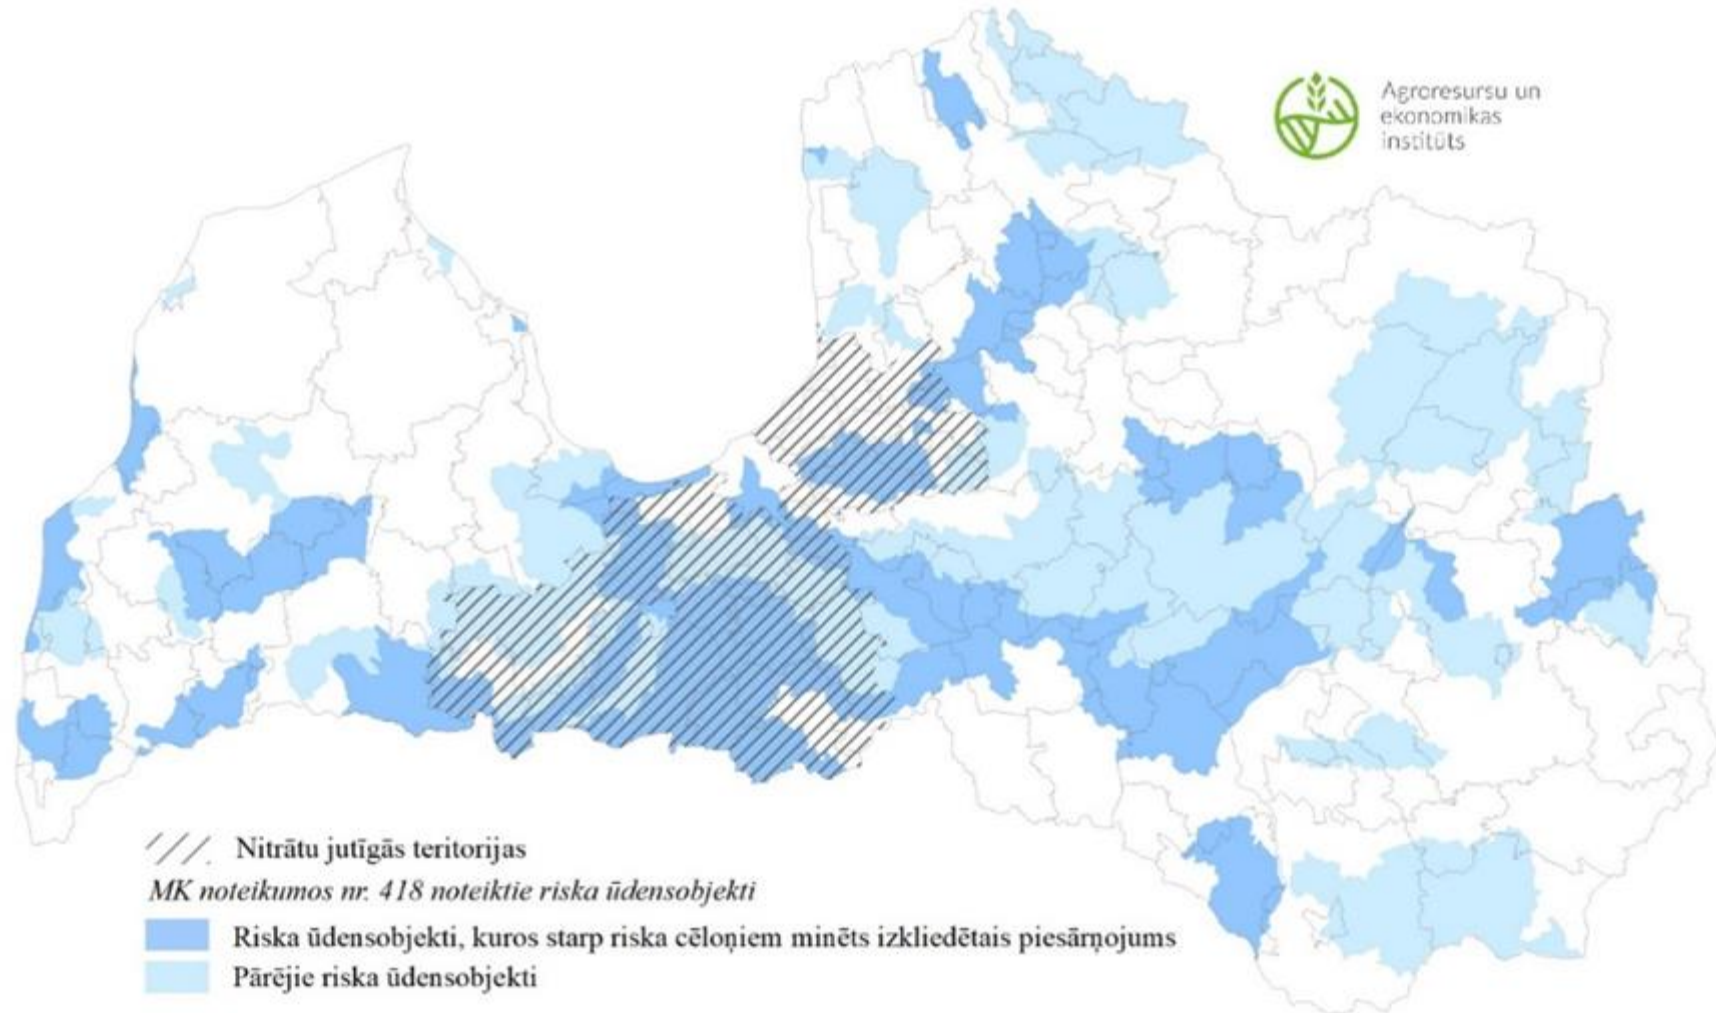 Agroresursu un
ekonomikas
institūts
Nitrātu jutīgās teritorijas
MK noteikumos nr. 418 noteiktie riska ūdensobjekti
Riska ūdensobjekti, kuros starp riska cēloņiem minēts izkliedētais piesārņojums
Pārējie riska ūdensobjekti